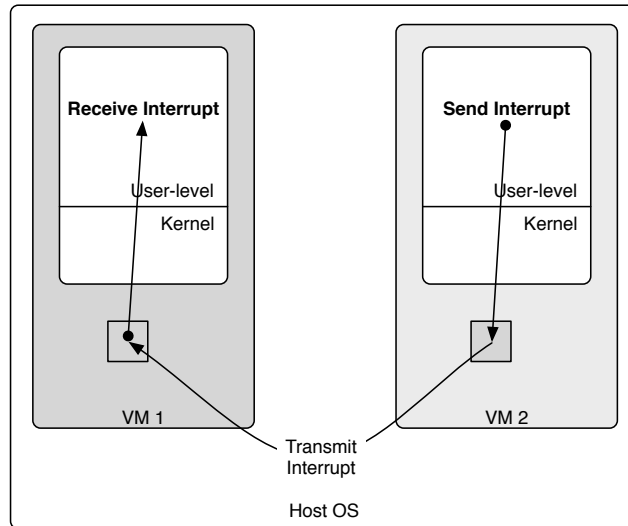 Receive Interrupt
Send Interrupt
User-level
User-level
Kernel
Kernel
VM 1
VM 2
Transmit
Interrupt
Host OS